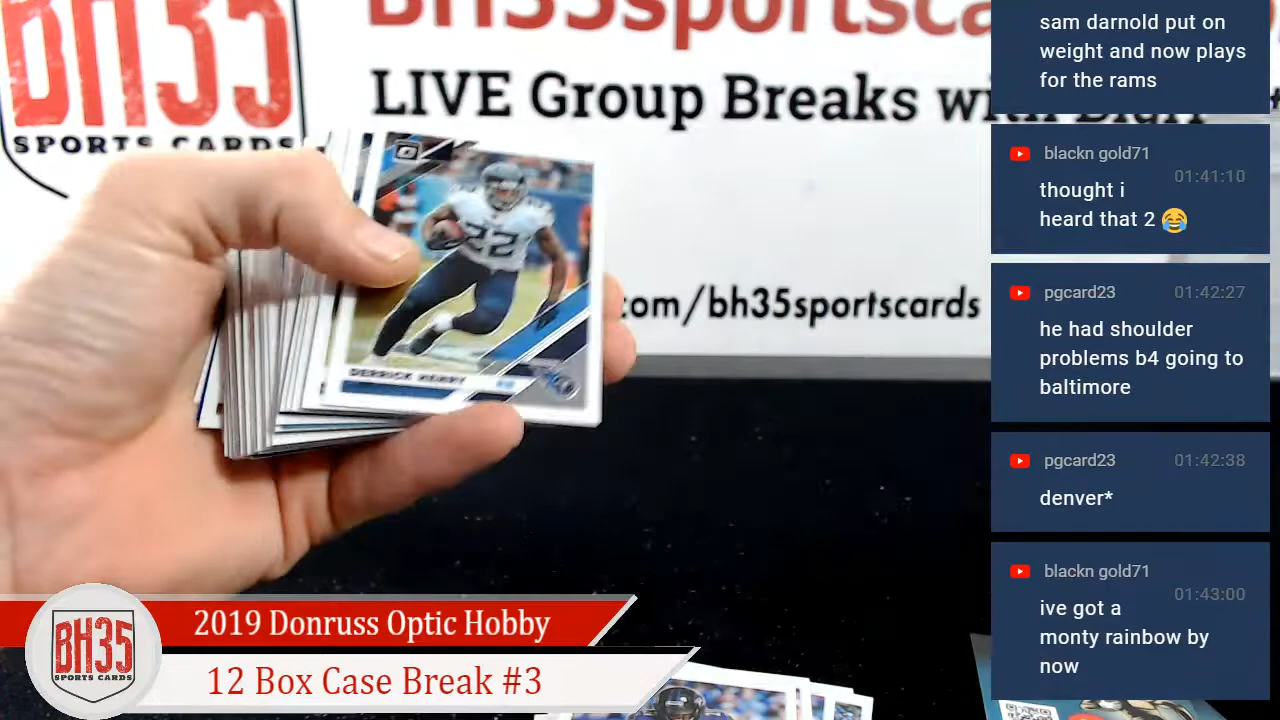 BH35sportsca
LIVE Group Breaks with
BH35
SPORTS CARDS
com/bh35sportscards
22
DERRICK HENRY
RB
sam darnold put on
weight and now plays
for the rams
blackn gold71
01:41:10
thought i
heard that 2 😂
pgcard23
01:42:27
he had shoulder
problems b4 going to
baltimore
pgcard23
01:42:38
denver*
blackn gold71
01:43:00
ive got a
monty rainbow by
now
BH35
SPORTS CARDS
2019 Donruss Optic Hobby
12 Box Case Break #3